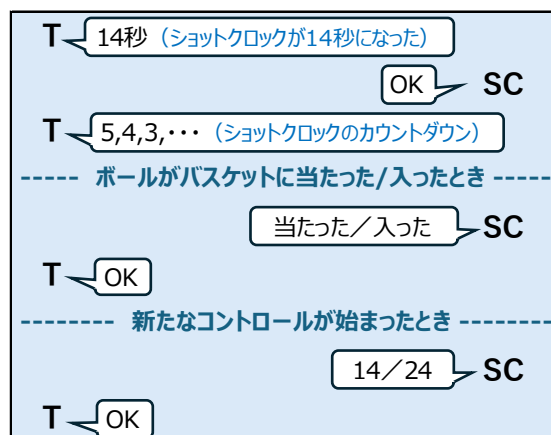 T 14秒（ショットクロックが14秒になった）
OK SC
T 5,4,3,･･･（ショットクロックのカウントダウン）
----- ボールがバスケットに当たった/入ったとき -----
当たった／入った SC
T OK
-------- 新たなコントロールが始まったとき --------
14／24 SC
T OK